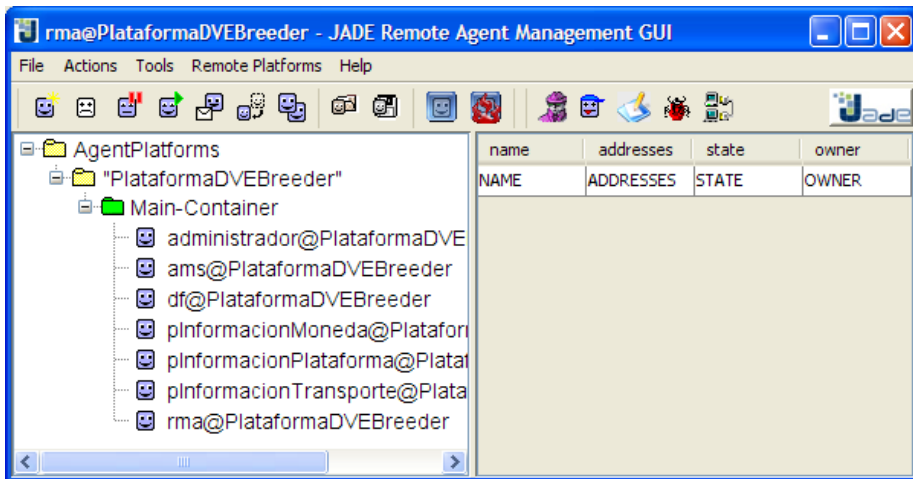 rma@PlataformaDVEBreeder - JADE Remote Agent Management GUI
File Actions Tools Remote Platforms Help
Jade
AgentPlatforms
"PlataformaDVEBreeder"
Main-Container
administrador@PlataformaDVE
ams@PlataformaDVEBreeder
df@PlataformaDVEBreeder
pInformacionMoneda@Platafor
pInformacionPlataforma@Plata
pInformacionTransporte@Plata
rma@PlataformaDVEBreeder
name addresses state owner
NAME ADDRESSES STATE OWNER